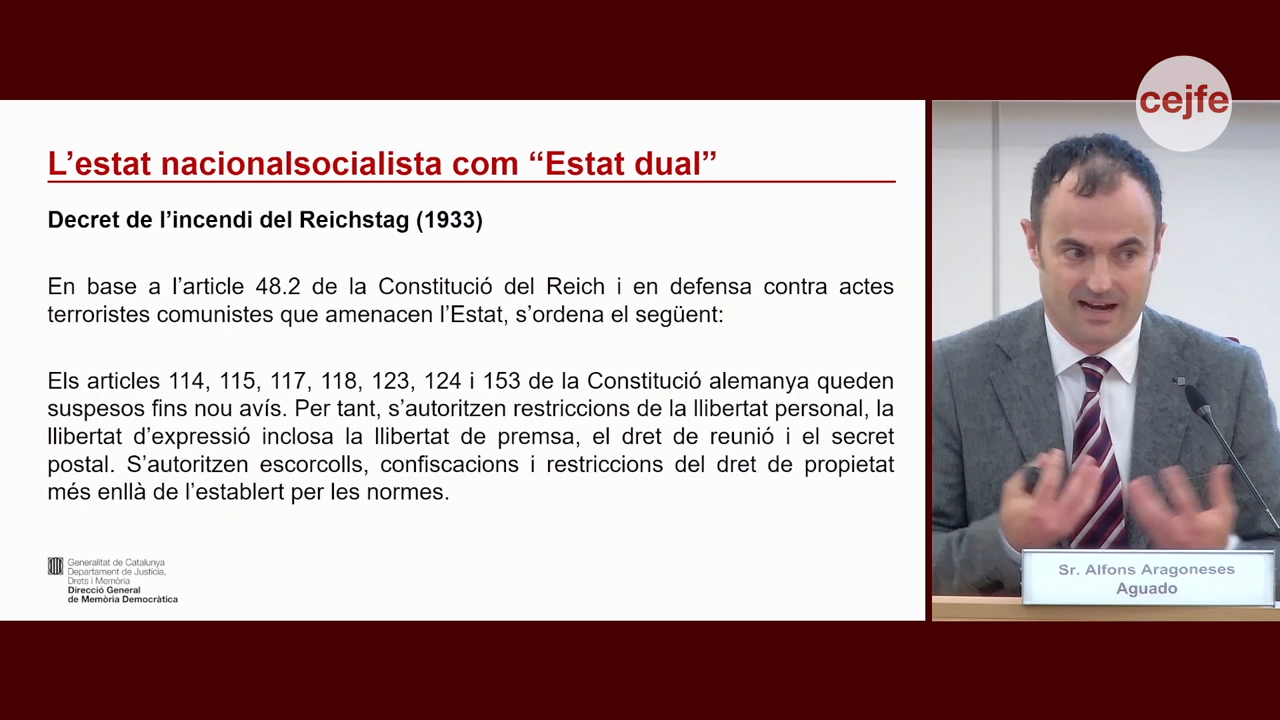 cejfe
L’estat nacionalsocialista com “Estat dual”
Decret de l’incendi del Reichstag (1933)
En base a l’article 48.2 de la Constitució del Reich i en defensa contra actes
terroristes comunistes que amenacen l’Estat, s’ordena el següent:
Els articles 114, 115, 117, 118, 123, 124 i 153 de la Constitució alemanya queden
suspesos fins nou avís. Per tant, s’autoritzen restriccions de la llibertat personal, la
llibertat d’expressió inclosa la llibertat de premsa, el dret de reunió i el secret
postal. S’autoritzen escorcolls, confiscacions i restriccions del dret de propietat
més enllà de l’establert per les normes.
Generalitat de Catalunya
Departament de Justícia,
Drets i Memòria
Direcció General
de Memòria Democràtica
Sr. Alfons Aragoneses
Aguado